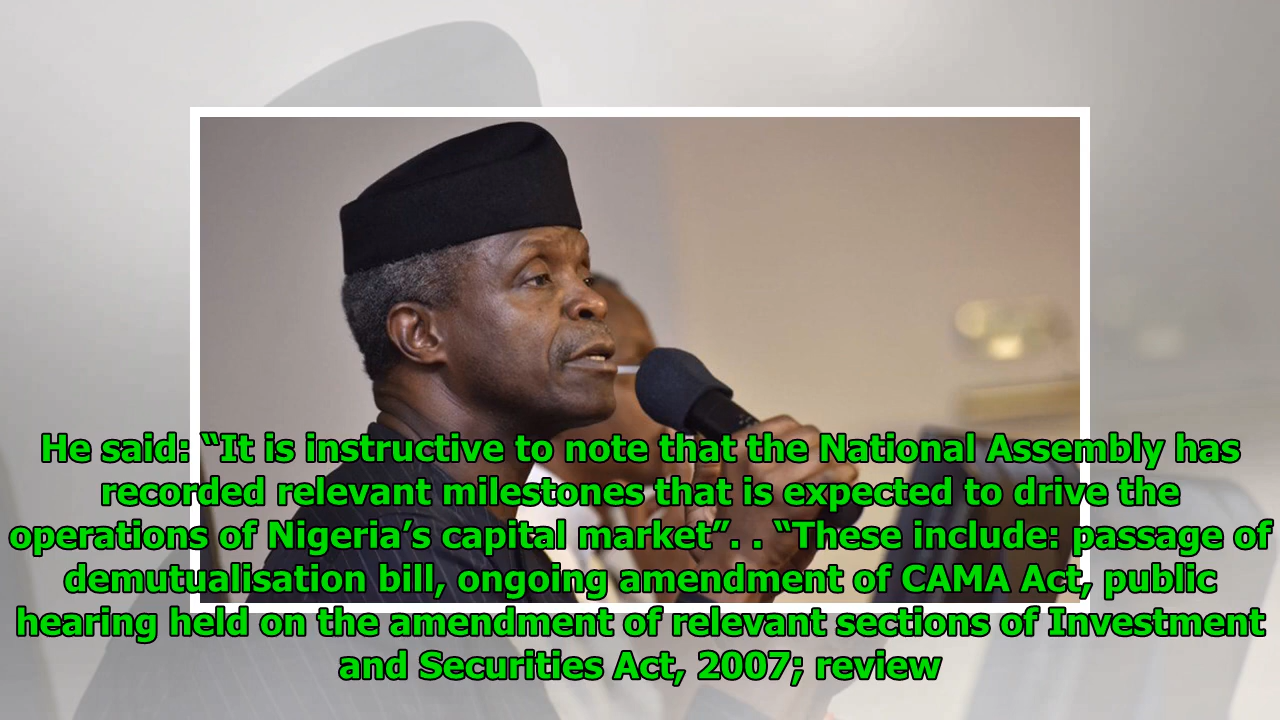 He said: “It is instructive to note that the National Assembly has
recorded relevant milestones that is expected to drive the
operations of Nigeria’s capital market”. . “These include: passage of
demutualisation bill, ongoing amendment of CAMA Act, public
hearing held on the amendment of relevant sections of Investment
and Securities Act, 2007; review